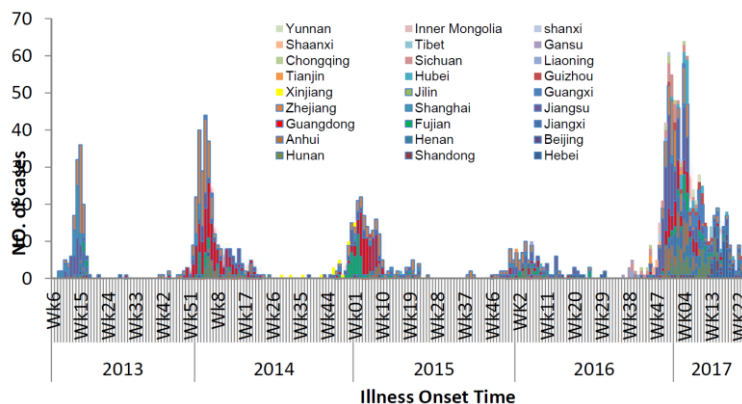 70
60
50
40
30
20
10
0
NO. of cases
Yunnan Inner Mongolia shanxi
Shaanxi Tibet Gansu
Chongqing Sichuan Liaoning
Tianjin Hubei Guizhou
Xinjiang Jilin Guangxi
Zhejiang Shanghai Jiangsu
Guangdong Fujian Jiangxi
Anhui Henan Beijing
Hunan Shandong Hebei
Wk6 Wk15 Wk24 Wk33 Wk42 Wk51 Wk8 Wk17 Wk26 Wk35 Wk44 Wk01 Wk10 Wk19 Wk28 Wk37 Wk46 Wk2 Wk11 Wk20 Wk29 Wk38 Wk47 Wk04 Wk13 Wk22
2013 2014 2015 2016 2017
Illness Onset Time